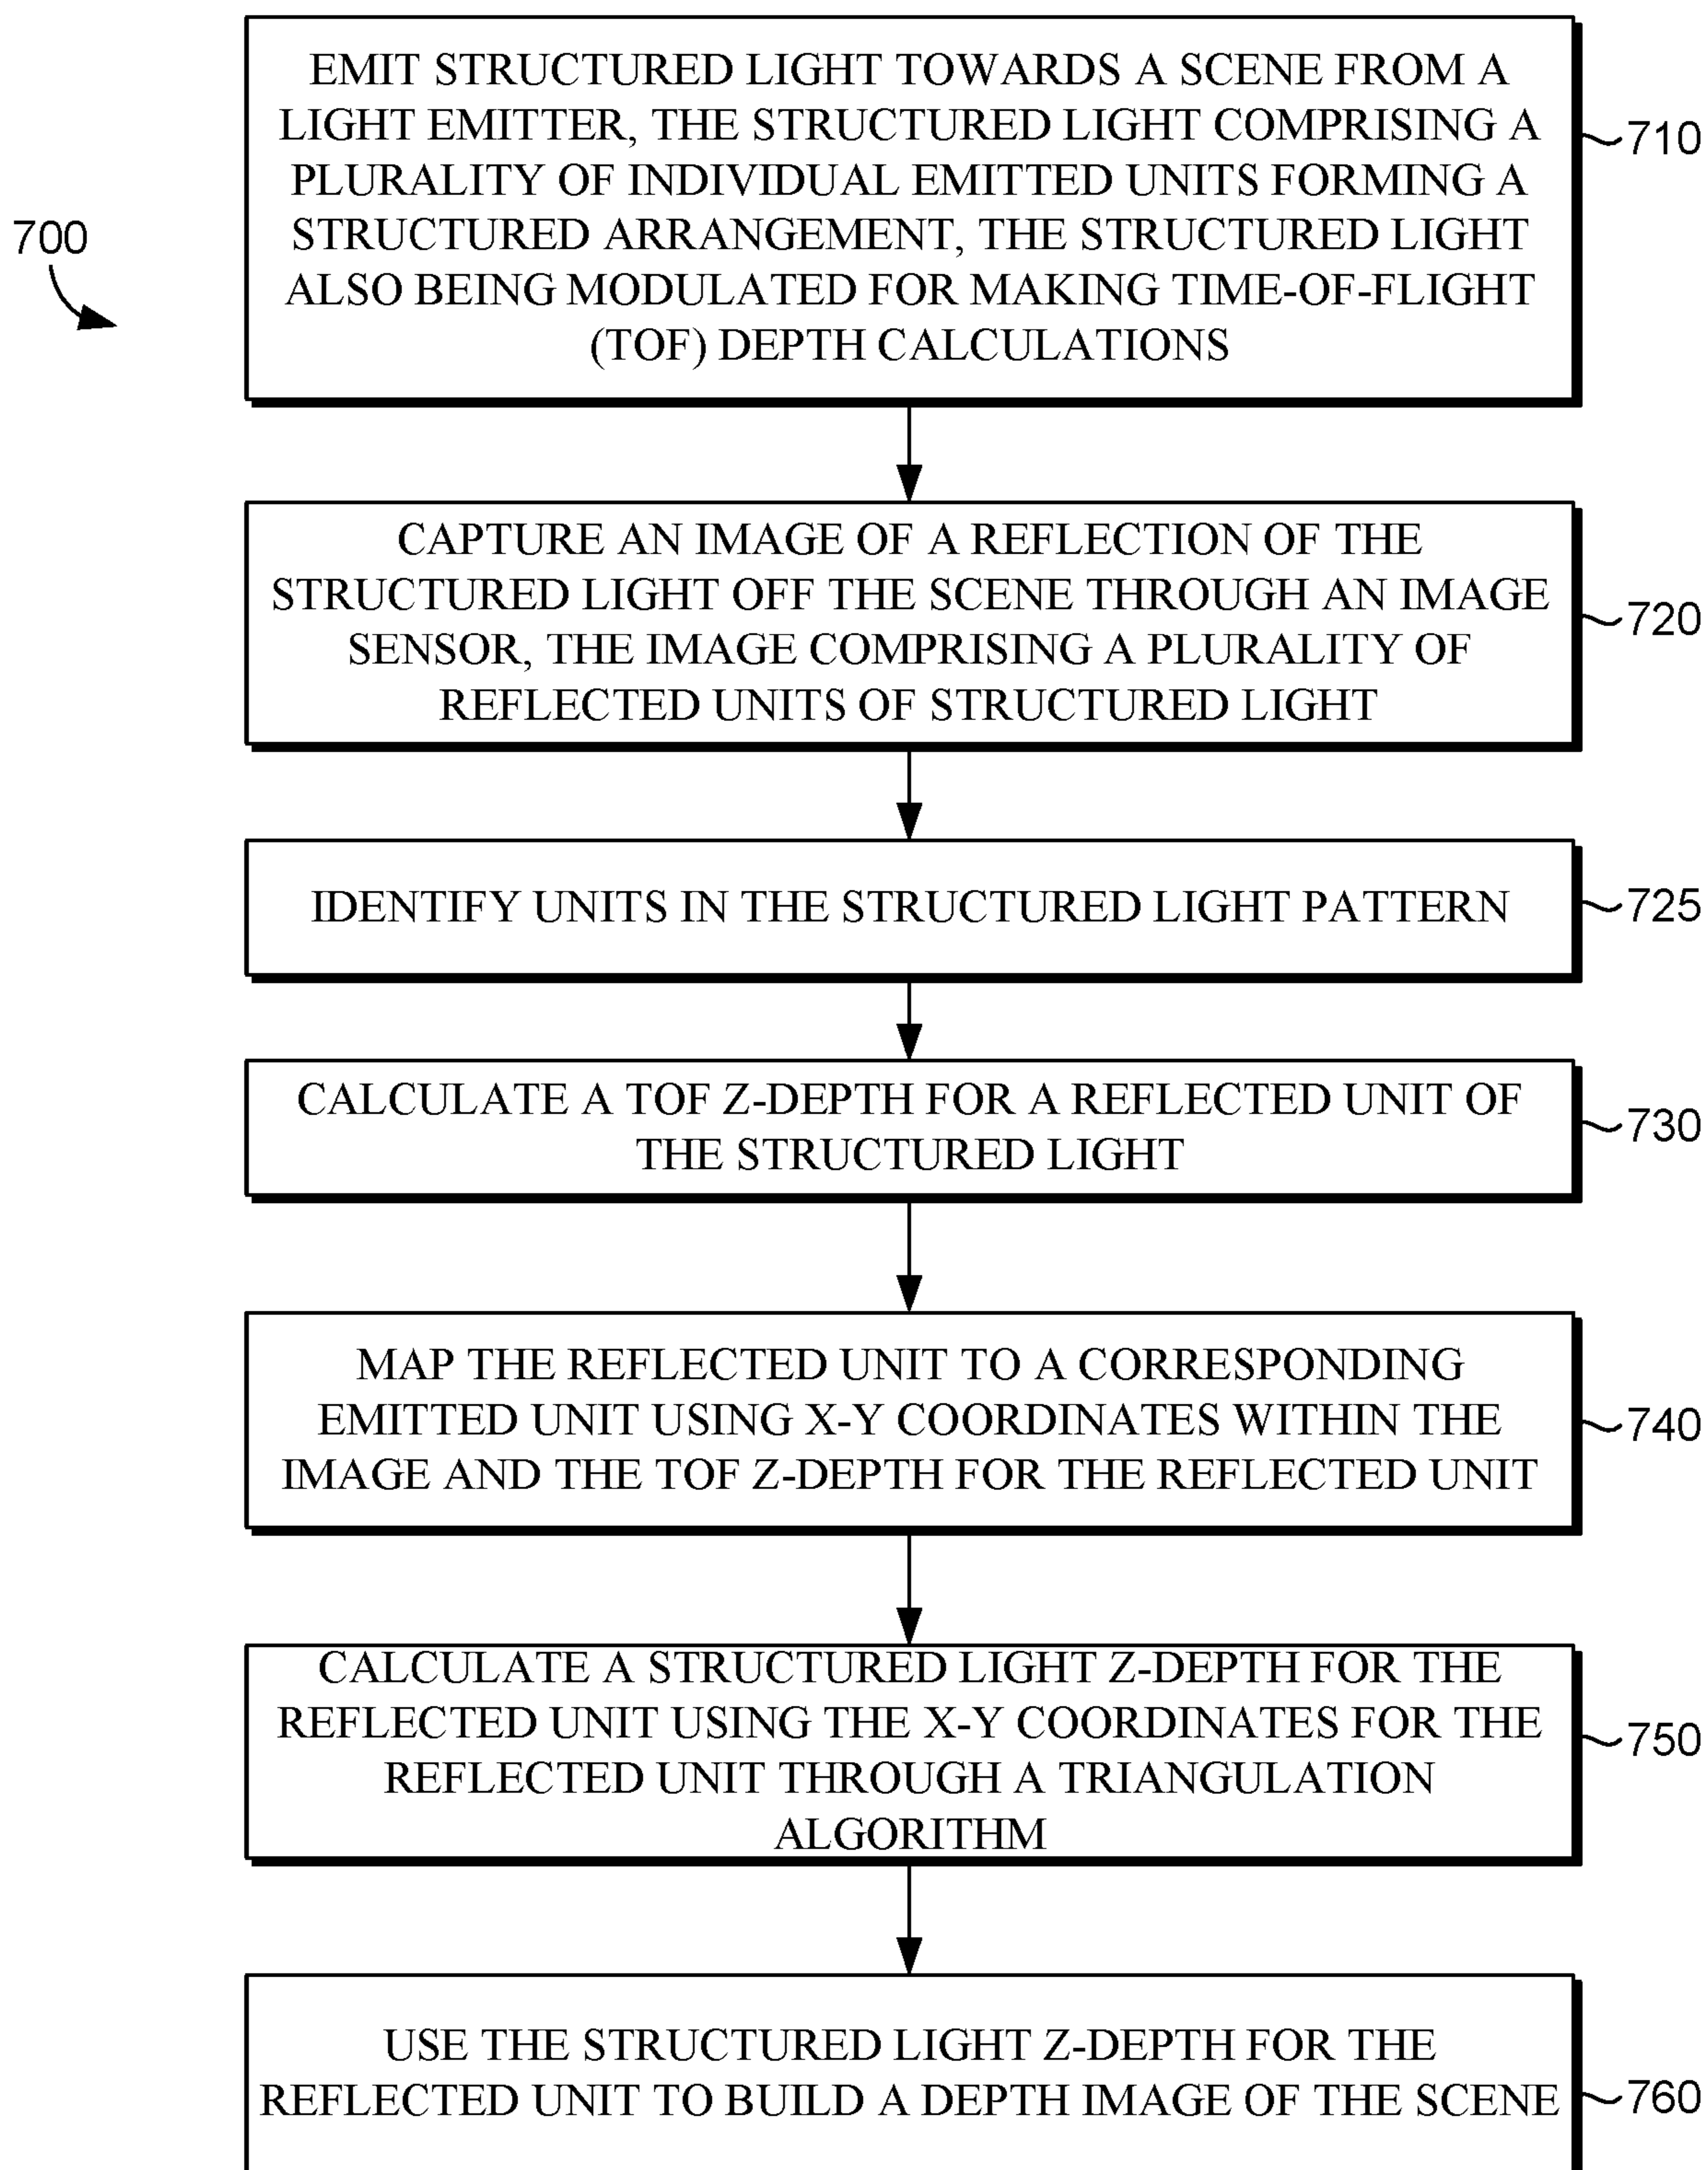 700
EMIT STRUCTURED LIGHT TOWARDS A SCENE FROM A
LIGHT EMITTER, THE STRUCTURED LIGHT COMPRISING A
PLURALITY OF INDIVIDUAL EMITTED UNITS FORMING A
STRUCTURED ARRANGEMENT, THE STRUCTURED LIGHT
ALSO BEING MODULATED FOR MAKING TIME-OF-FLIGHT
(TOF) DEPTH CALCULATIONS
710
CAPTURE AN IMAGE OF A REFLECTION OF THE
STRUCTURED LIGHT OFF THE SCENE THROUGH AN IMAGE
SENSOR, THE IMAGE COMPRISING A PLURALITY OF
REFLECTED UNITS OF STRUCTURED LIGHT
720
IDENTIFY UNITS IN THE STRUCTURED LIGHT PATTERN
725
CALCULATE A TOF Z-DEPTH FOR A REFLECTED UNIT OF
THE STRUCTURED LIGHT
730
MAP THE REFLECTED UNIT TO A CORRESPONDING
EMITTED UNIT USING X-Y COORDINATES WITHIN THE
IMAGE AND THE TOF Z-DEPTH FOR THE REFLECTED UNIT
740
CALCULATE A STRUCTURED LIGHT Z-DEPTH FOR THE
REFLECTED UNIT USING THE X-Y COORDINATES FOR THE
REFLECTED UNIT THROUGH A TRIANGULATION
ALGORITHM
750
USE THE STRUCTURED LIGHT Z-DEPTH FOR THE
REFLECTED UNIT TO BUILD A DEPTH IMAGE OF THE SCENE
760